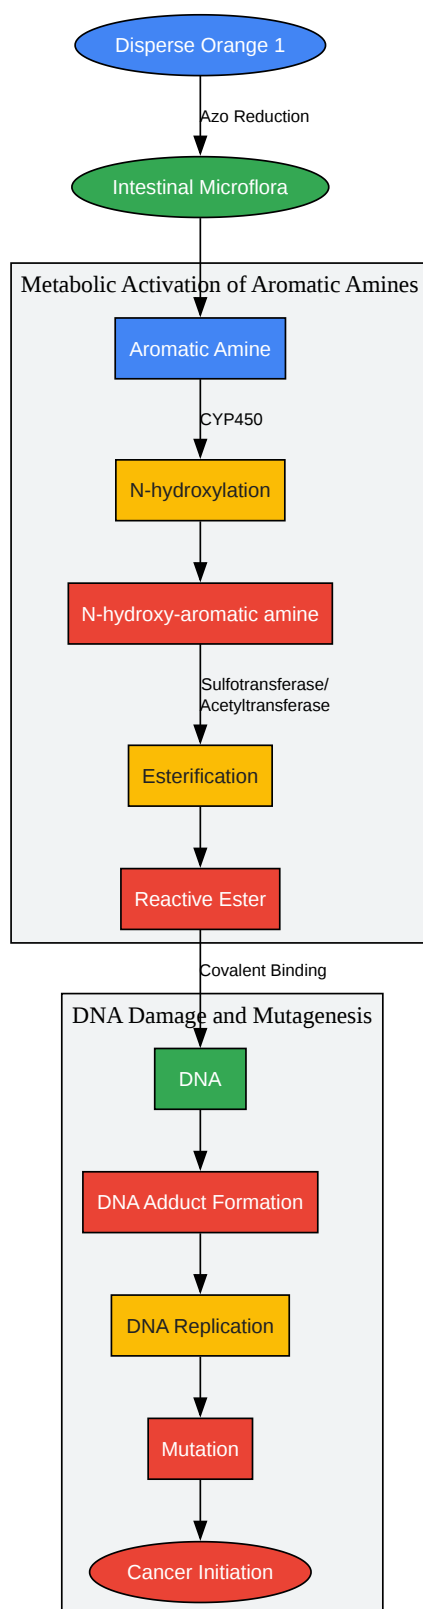 Disperse Orange 1
Azo Reduction
Intestinal Microflora
Metabolic Activation of Aromatic Amines
Aromatic Amine
CYP450
N-hydroxylation
N-hydroxy-aromatic amine
Sulfotransferase/
Acetyltransferase
Esterification
Reactive Ester
Covalent Binding
DNA Damage and Mutagenesis
DNA
DNA Adduct Formation
DNA Replication
Mutation
Cancer Initiation